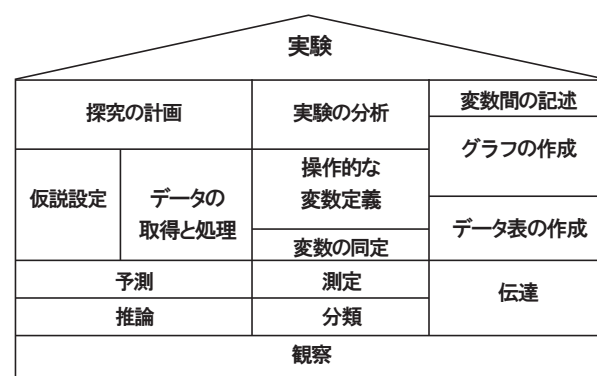 実験
探究の計画
実験の分析
変数間の記述
グラフの作成
仮説設定
データの
取得と処理
操作的な
変数定義
データ表の作成
変数の同定
予測
測定
伝達
推論
分類
観察